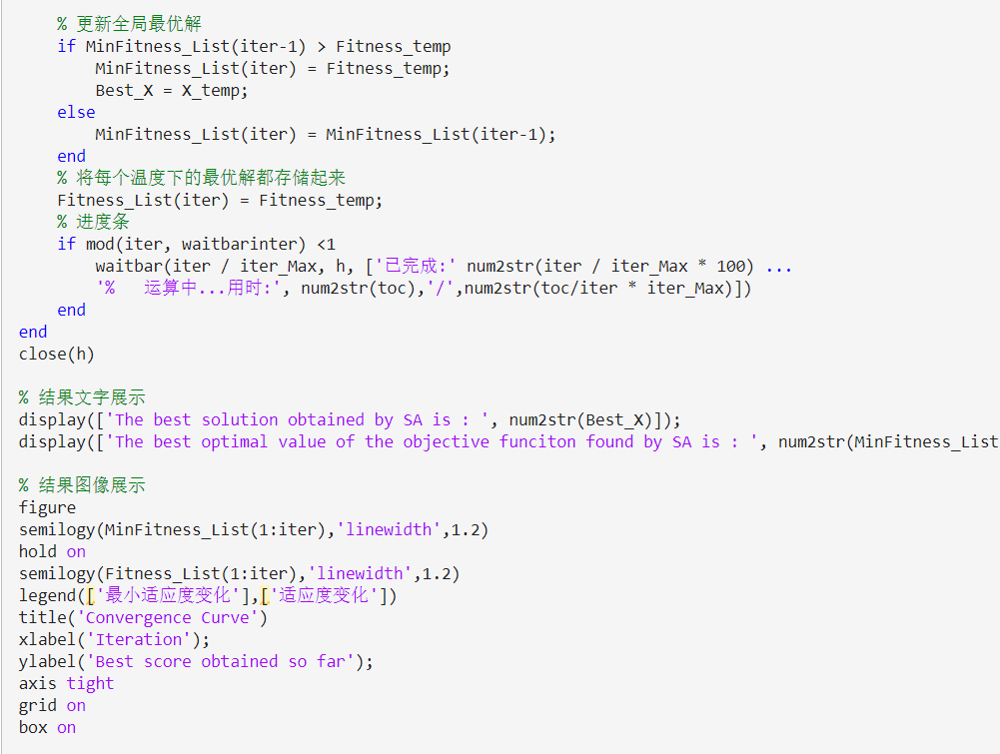 % 更新全局最优解
if MinFitness_List(iter-1) > Fitness_temp
MinFitness_List(iter) = Fitness_temp;
Best_X = X_temp;
else
MinFitness_List(iter) = MinFitness_List(iter-1);
end
% 将每个温度下的最优解都存储起来
Fitness_List(iter) = Fitness_temp;
% 进度条
if mod(iter, waitbarinter) <1
waitbar(iter / iter_Max, h, ['已完成:' num2str(iter / iter_Max * 100) ...
'%   运算中...用时:', num2str(toc),'/',num2str(toc/iter * iter_Max)])
end
end
close(h)
% 结果文字展示
display(['The best solution obtained by SA is : ', num2str(Best_X)]);
display(['The best optimal value of the objective funciton found by SA is : ', num2str(MinFitness_List
% 结果图像展示
figure
semilogy(MinFitness_List(1:iter),'linewidth',1.2)
hold on
semilogy(Fitness_List(1:iter),'linewidth',1.2)
legend(['最小适应度变化'],['适应度变化'])
title('Convergence Curve')
xlabel('Iteration');
ylabel('Best score obtained so far');
axis tight
grid on
box on